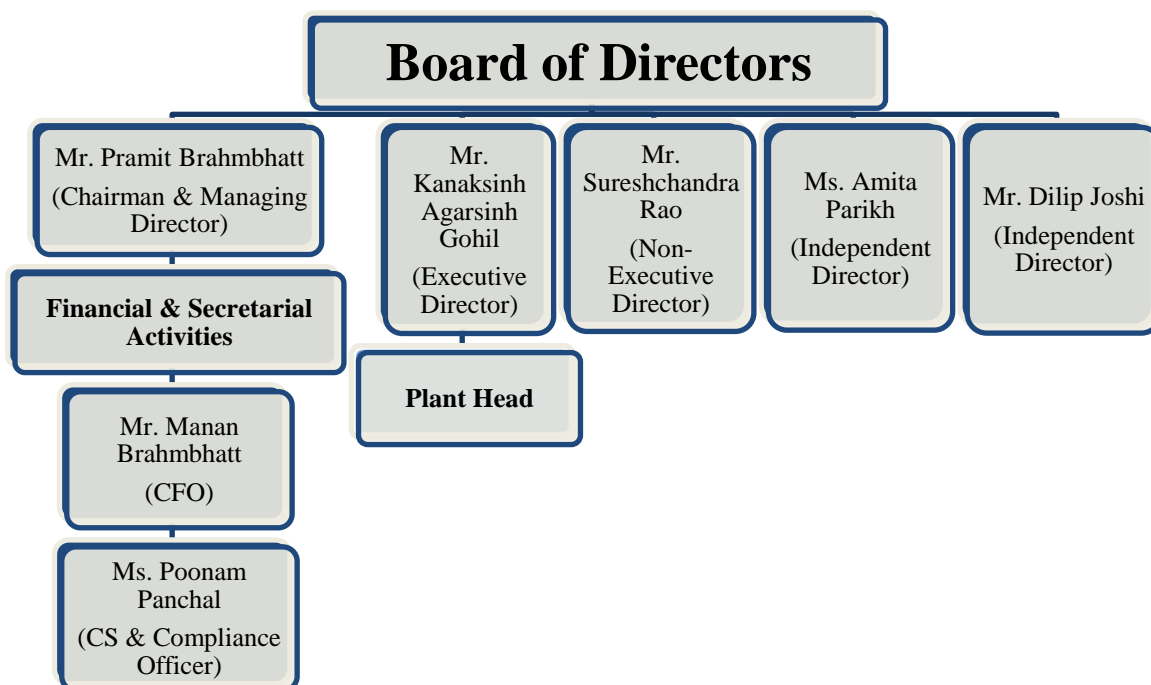 Board of Directors
Mr. Pramit Brahmbhatt
(Chairman & Managing
Director)
Financial & Secretarial
Activities
Mr. Manan
Brahmbhatt
(CFO)
Ms. Poonam
Panchal
(CS & Compliance
Officer)
Mr.
Kanaksinh
Agarsinh
Gohil
(Executive
Director)
Plant Head
Mr.
Sureshchandra
Rao
(Non-
Executive
Director)
Ms. Amita
Parikh
(Independent
Director)
Mr. Dilip Joshi
(Independent
Director)